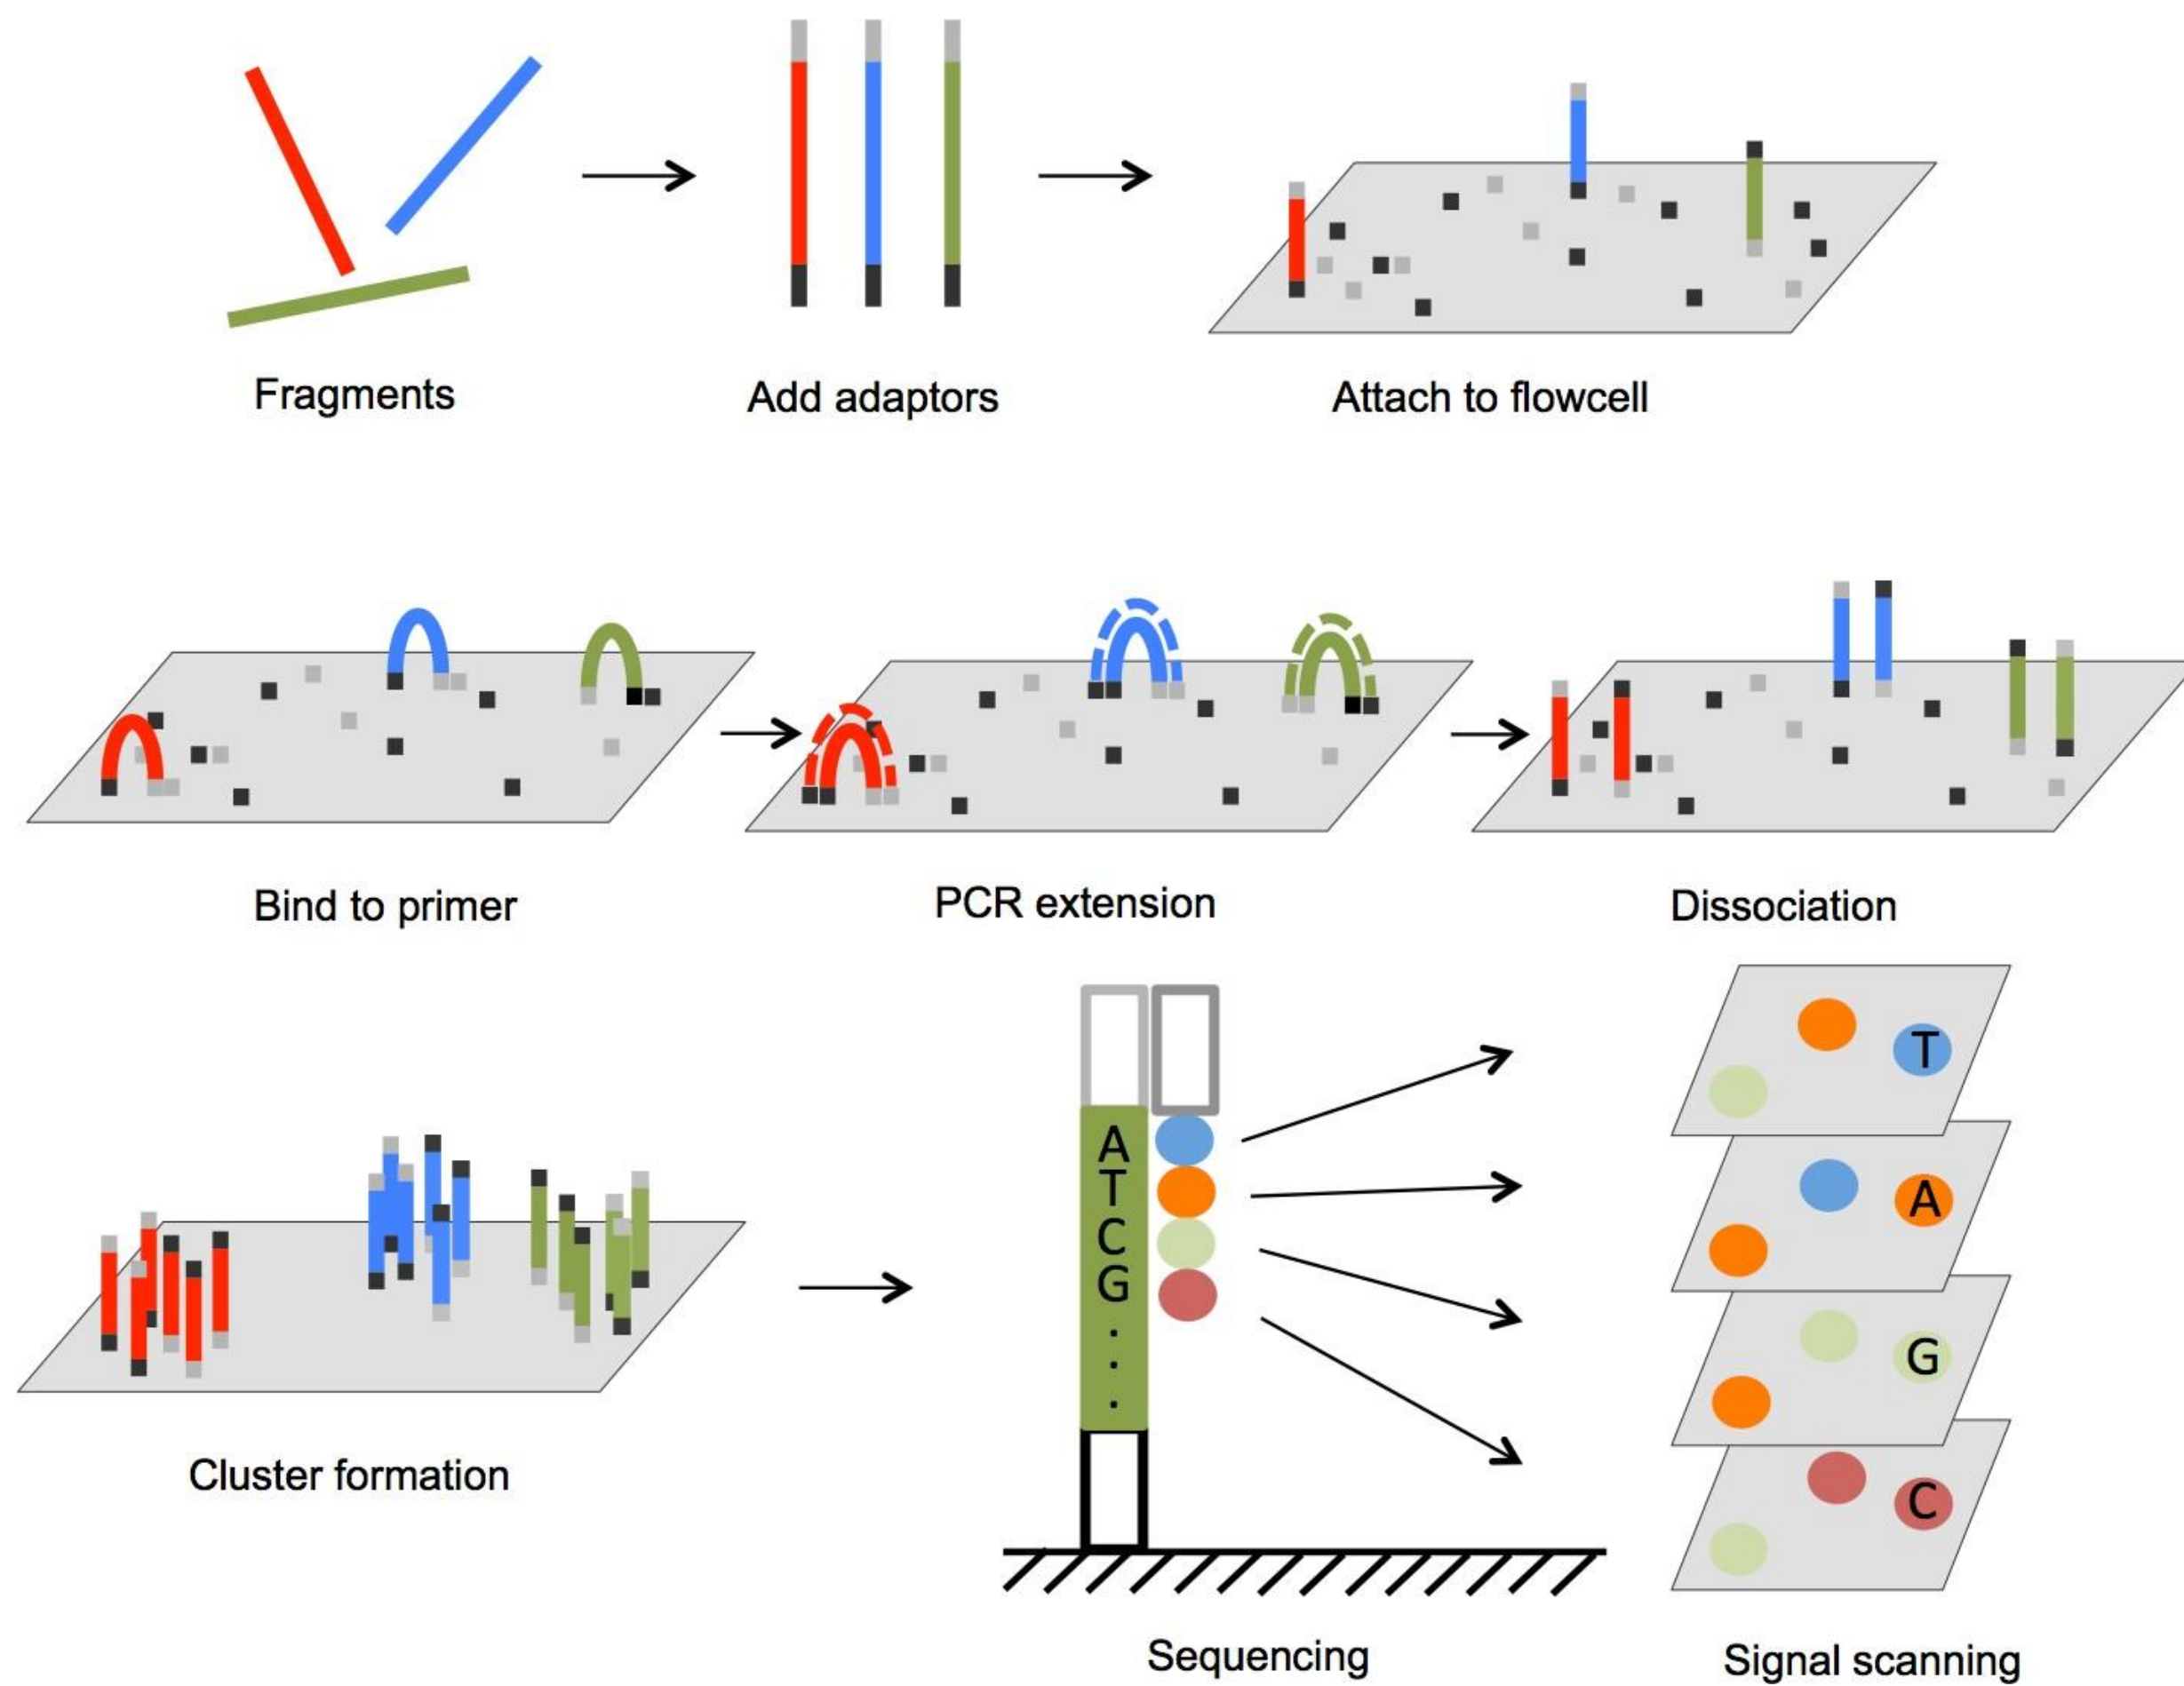 Fragments
Add adaptors
Attach to flowcell
Bind to primer
PCR extension
Dissociation
Cluster formation
A
T
C
G
.
.
.
Sequencing
T
A
G
C
Signal scanning